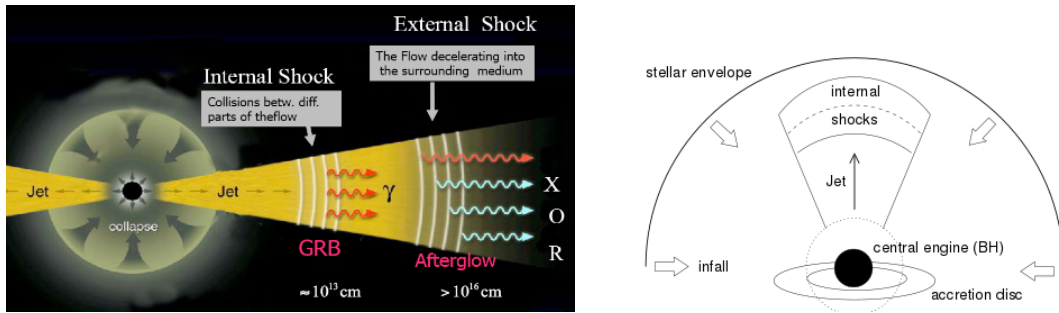 External Shock
The Flow decelerating into
the surrounding medium
Internal Shock
Collisions betw. diff.
parts of theflow
Jet
Jet
collapse
γ
X
O
R
GRB
Afterglow
≈10¹³ cm
>10¹⁶ cm
stellar envelope
internal
shocks
Jet
central engine (BH)
infall
accretion disc